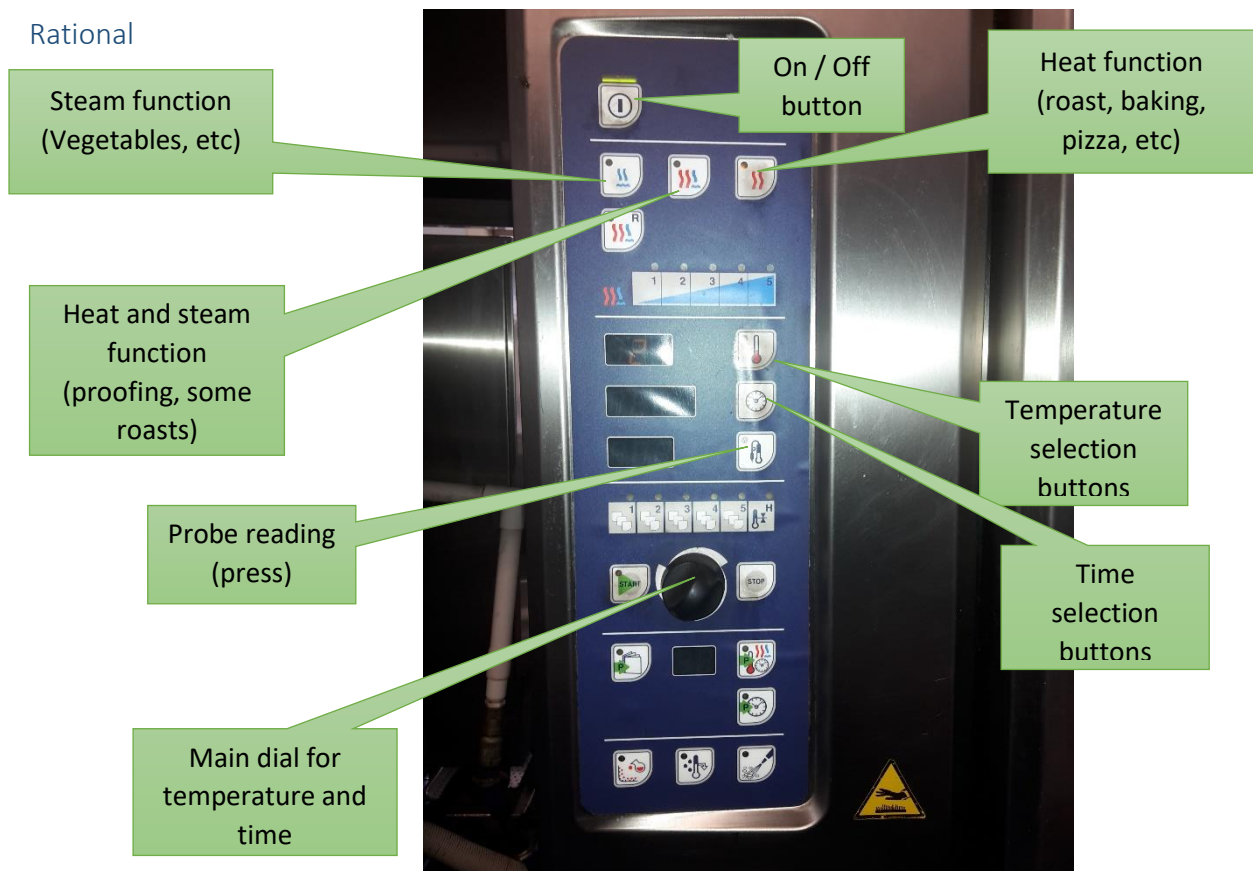 Rational
Steam function
(Vegetables, etc)
On / Off
button
Heat function
(roast, baking,
pizza, etc)
R
1 2 3 4 5
Heat and steam
function
(proofing, some
roasts)
Temperature
selection
buttons
Probe reading
(press)
1 2 3 4 5 H
START
STOP
Time
selection
buttons
P
P
P
Main dial for
temperature and
time